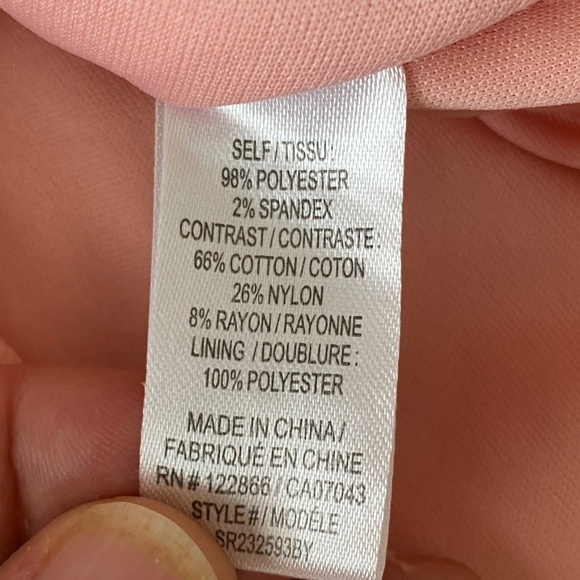 SELF/TISSU:
98% POLYESTER
2% SPANDEX
CONTRAST/CONTRASTE:
66% COTTON/COTON
26% NYLON
8% RAYON/RAYONNE
LINING /DOUBLURE:
100% POLYESTER
MADE IN CHINA/
FABRIQUÉ EN CHINE
RN # 122866 / CA07043
STYLE#/MODÉLE
SR232593BY